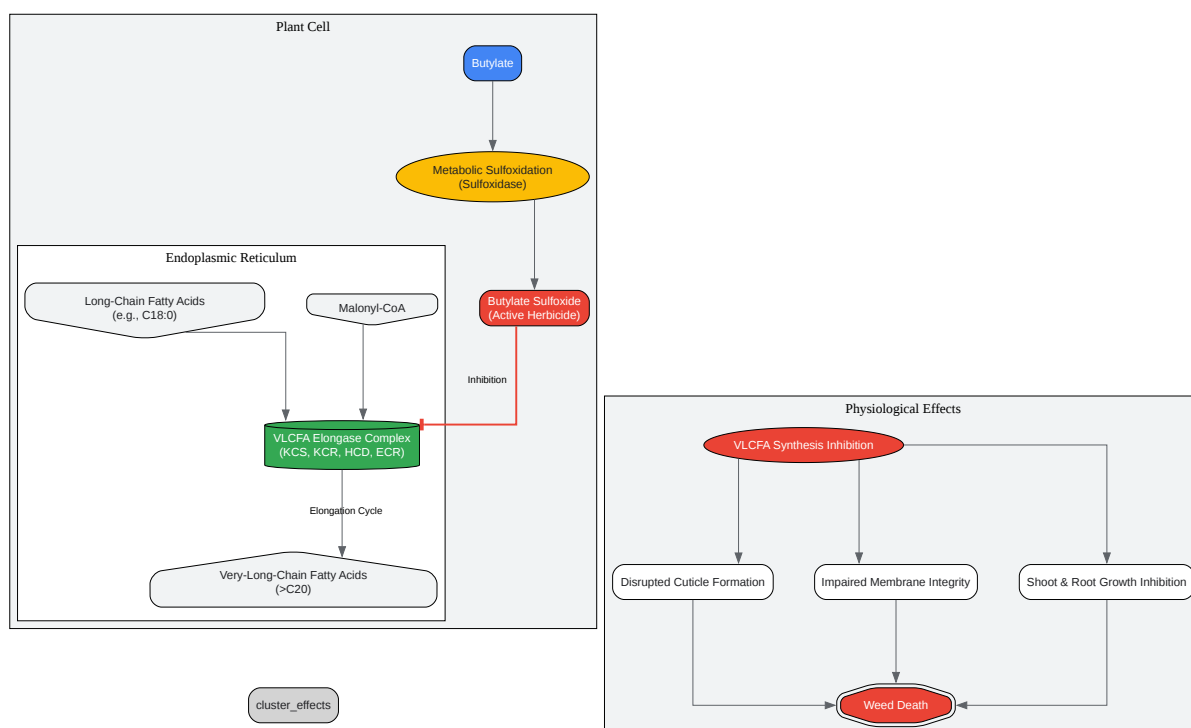 Plant Cell
Butylate
Metabolic Sulfoxidation
(Sulfoxidase)
Endoplasmic Reticulum
Long-Chain Fatty Acids
(e.g., C18:0)
Malonyl-CoA
Butylate Sulfoxide
(Active Herbicide)
Inhibition
VLCFA Elongase Complex
(KCS, KCR, HCD, ECR)
Elongation Cycle
Very-Long-Chain Fatty Acids
(>C20)
Physiological Effects
VLCFA Synthesis Inhibition
Disrupted Cuticle Formation
Impaired Membrane Integrity
Shoot & Root Growth Inhibition
Weed Death
cluster_effects